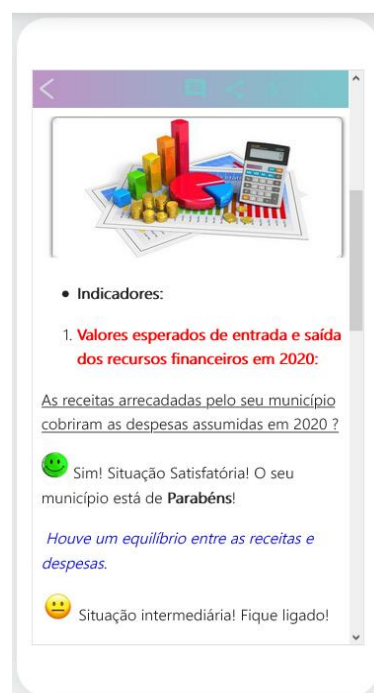 • Indicadores:
1. Valores esperados de entrada e saída
dos recursos financeiros em 2020:
As receitas arrecadadas pelo seu município
cobriram as despesas assumidas em 2020 ?
Sim! Situação Satisfatória! O seu
município está de Parabéns!
Houve um equilíbrio entre as receitas e
despesas.
Situação intermediária! Fique ligado!